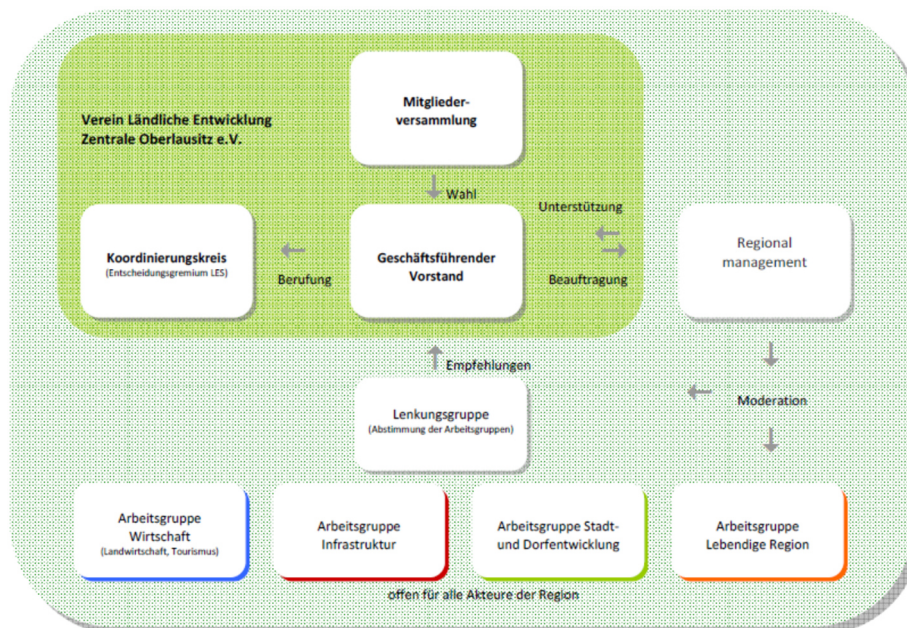 Mitglieder-
versammlung
Verein Ländliche Entwicklung
Zentrale Oberlausitz e.V.
Wahl
Unterstützung
Koordinierungskreis
(Entscheidungsgremium LES)
Berufung
Geschäftsführender
Vorstand
Beauftragung
Regional
management
Empfehlungen
Lenkungsgruppe
(Abstimmung der Arbeitsgruppen)
Moderation
Arbeitsgruppe
Wirtschaft
(Landwirtschaft, Tourismus)
Arbeitsgruppe
Infrastruktur
Arbeitsgruppe Stadt-
und Dorfentwicklung
Arbeitsgruppe
Lebendige Region
offen für alle Akteure der Region